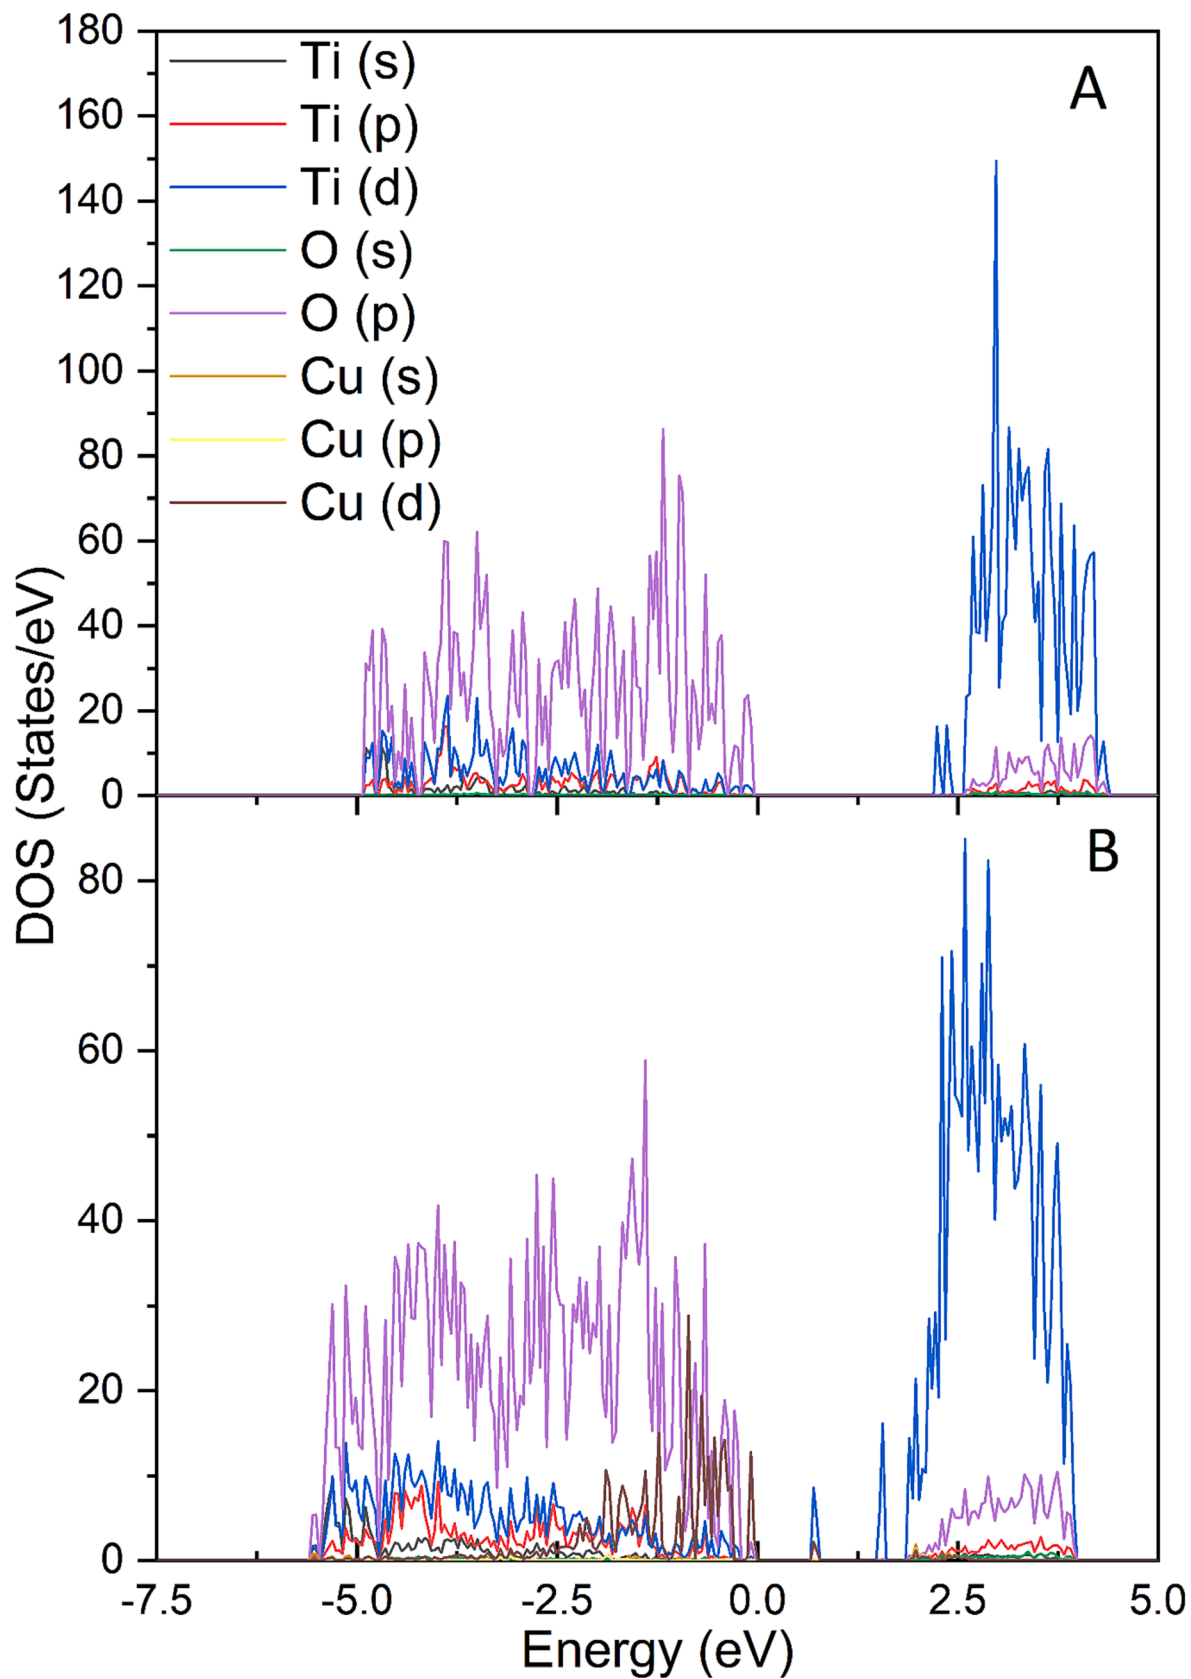 180
160
140
120
100
80
60
40
20
0
Ti (s)
Ti (p)
Ti (d)
O (s)
O (p)
Cu (s)
Cu (p)
Cu (d)
A
DOS (States/eV)
B
80
60
40
20
0
-7.5 -5.0 -2.5 0.0 2.5 5.0
Energy (eV)